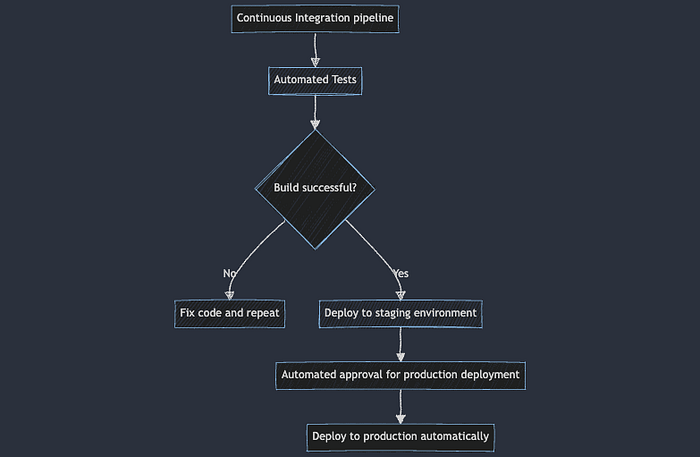 Continuous Integration pipeline
Automated Tests
Build successful?
No
Yes
Fix code and repeat
Deploy to staging environment
Automated approval for production deployment
Deploy to production automatically